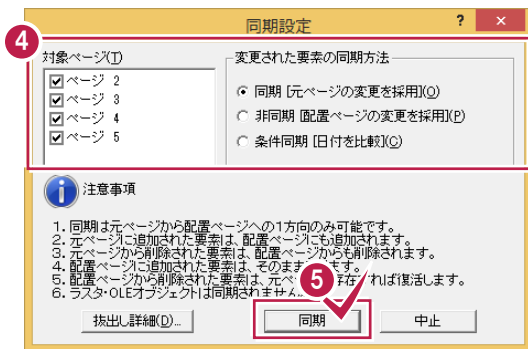 同期設定
? ×
4
対象ページ(T)
ページ 2
ページ 3
ページ 4
ページ 5
変更された要素の同期方法
同期 [元ページの変更を採用](O)
非同期 [配置ページの変更を採用](P)
条件同期 [日付を比較](C)
注意事項
1. 同期は元ページから配置ページへの1方向のみ可能です。
2. 元ページに追加された要素は、配置ページにも追加されます。
3. 元ページから削除された要素は、配置ページからも削除されます。
4. 配置ページに追加された要素は、そのまま ます。
5. 配置ページから削除された要素は、元ペ 存在 れば復活します。
6. ラスタ・OLEオブジェクトは同期されません
5
抜出し詳細(D)...
同期
中止